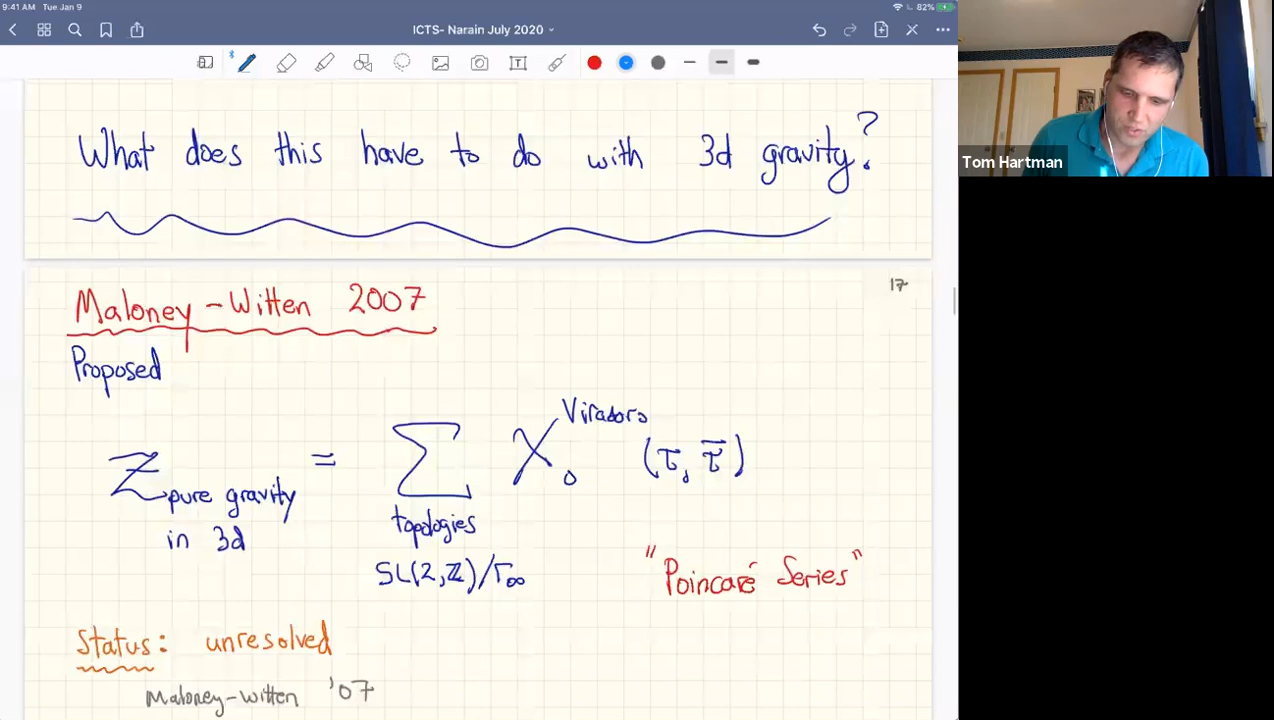 9:41 AM Tue Jan 9
82%
ICTS- Narain July 2020
Tom Hartman
What does this have to do with 3d gravity?
17
Maloney-Witten 2007
Proposed
Z pure gravity in 3d = Σ topologies SL(2,ℤ)/Γ∞ χ₀ Virasoro (τ, τ̄)
"Poincaré Series"
Status: unresolved
Maloney-Witten '07